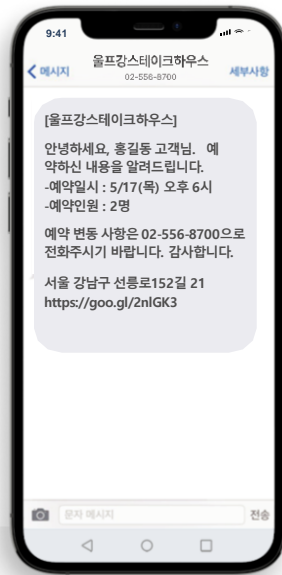 9:41
울프강스테이크하우스
메시지
02-556-8700
세부사항
[울프강스테이크하우스]
안녕하세요, 홍길동 고객님. 예
약하신 내용을 알려드립니다.
-예약일시 : 5/17(목) 오후 6시
-예약인원 : 2명
예약 변동 사항은 02-556-8700으로
전화주시기 바랍니다. 감사합니다.
서울 강남구 선릉로152길 21
https://goo.gl/2nlGK3
문자 메시지
전송